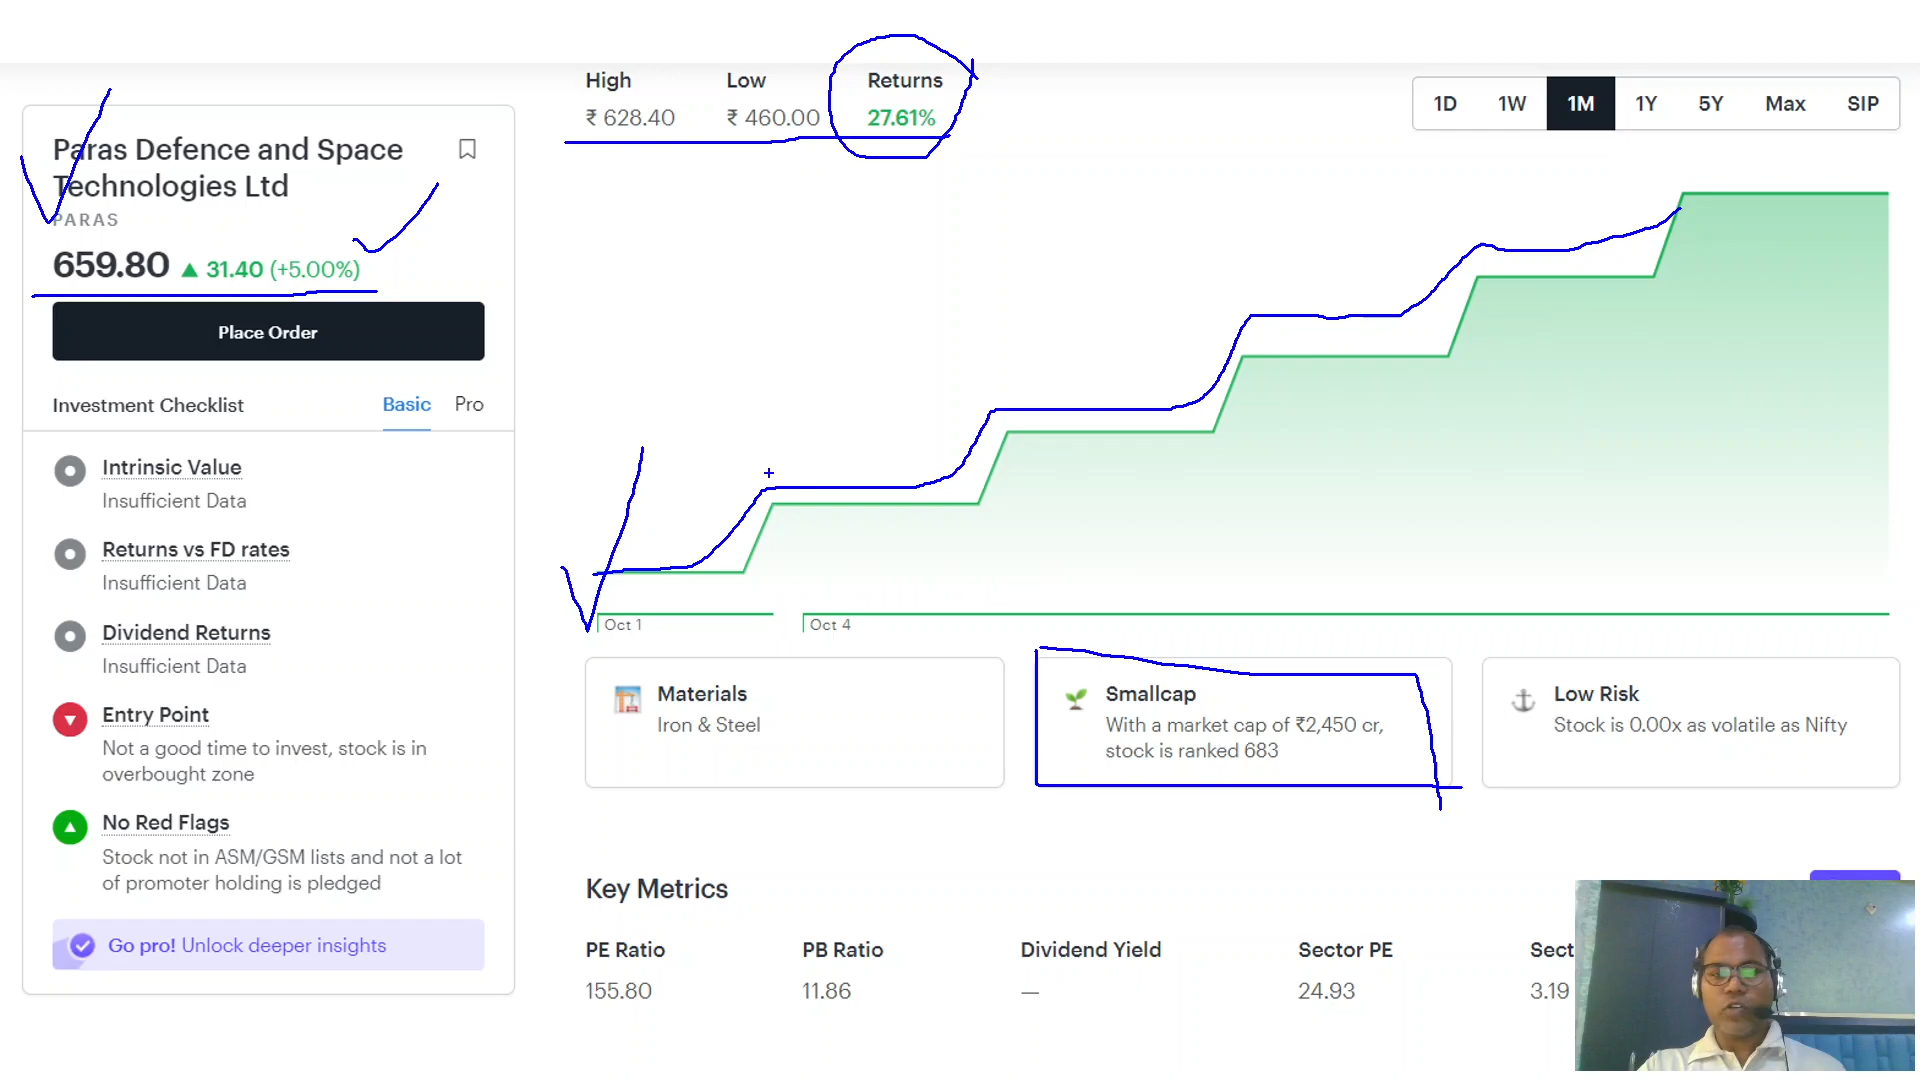 Paras Defence and Space
Technologies Ltd
PARAS
659.80 ▲ 31.40 (+5.00%)
Place Order
Investment Checklist Basic Pro
Intrinsic Value
Insufficient Data
Returns vs FD rates
Insufficient Data
Dividend Returns
Insufficient Data
Entry Point
Not a good time to invest, stock is in
overbought zone
No Red Flags
Stock not in ASM/GSM lists and not a lot
of promoter holding is pledged
Go pro! Unlock deeper insights
High Low Returns
₹ 628.40 ₹ 460.00 27.61%
1D 1W 1M 1Y 5Y Max SIP
Oct 1 Oct 4
Materials
Iron & Steel
Smallcap
With a market cap of ₹2,450 cr,
stock is ranked 683
Low Risk
Stock is 0.00x as volatile as Nifty
Key Metrics
PE Ratio PB Ratio Dividend Yield Sector PE Sect
155.80 11.86 — 24.93 3.19